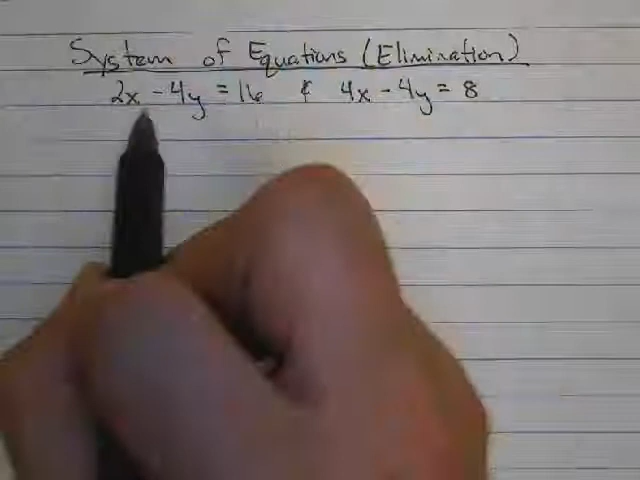 System of Equations (Elimination)
2x - 4y = 16 & 4x - 4y = 8